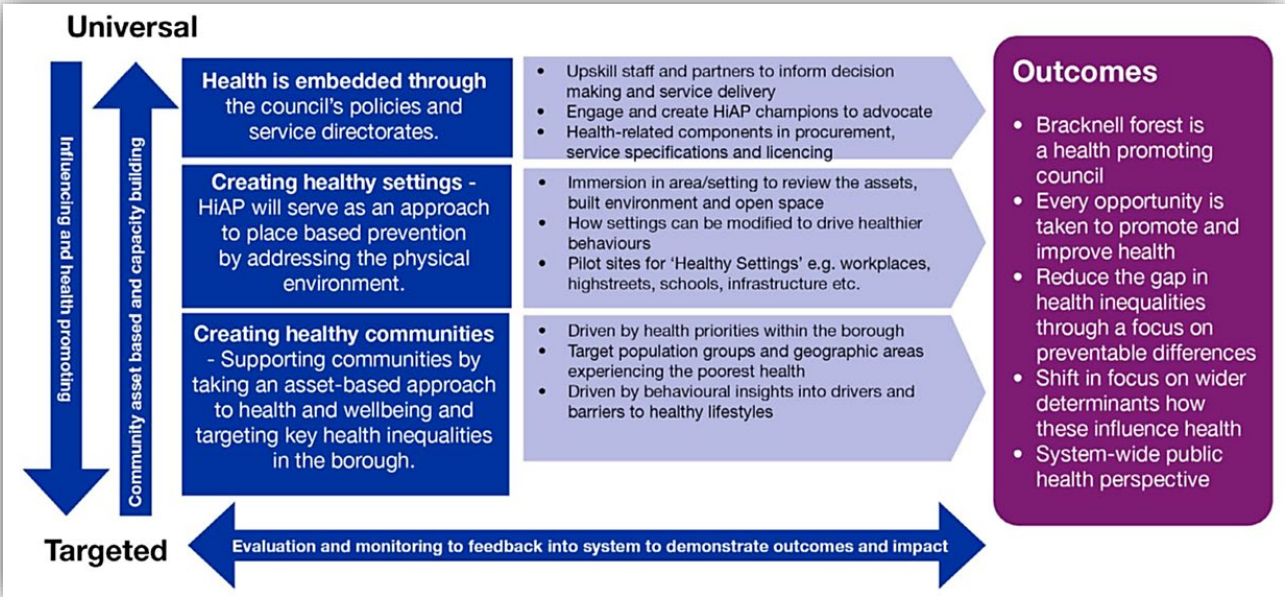 Universal
Influencing and health promoting
Community asset based and capacity building
Health is embedded through
the council's policies and
service directorates.
• Upskill staff and partners to inform decision
making and service delivery
• Engage and create HiAP champions to advocate
• Health-related components in procurement,
service specifications and licencing
Creating healthy settings -
HiAP will serve as an approach
to place based prevention
by addressing the physical
environment.
• Immersion in area/setting to review the assets,
built environment and open space
• How settings can be modified to drive healthier
behaviours
• Pilot sites for 'Healthy Settings' e.g. workplaces,
highstreets, schools, infrastructure etc.
Creating healthy communities
- Supporting communities by
taking an asset-based approach
to health and wellbeing and
targeting key health inequalities
in the borough.
• Driven by health priorities within the borough
• Target population groups and geographic areas
experiencing the poorest health
• Driven by behavioural insights into drivers and
barriers to healthy lifestyles
Outcomes
• Bracknell forest is
a health promoting
council
• Every opportunity is
taken to promote and
improve health
• Reduce the gap in
health inequalities
through a focus on
preventable differences
• Shift in focus on wider
determinants how
these influence health
• System-wide public
health perspective
Targeted
Evaluation and monitoring to feedback into system to demonstrate outcomes and impact